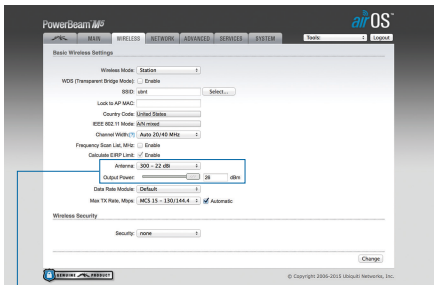 PowerBeam™M5
airOS™
MAIN WIRELESS NETWORK ADVANCED SERVICES SYSTEM Tools: Logout
Basic Wireless Settings
Wireless Mode: Station
WDS (Transparent Bridge Mode): Enable
SSID: ubnt Select...
Lock to AP MAC:
Country Code: United States
IEEE 802.11 Mode: A/N mixed
Channel Width:[?] Auto 20/40 MHz
Frequency Scan List, MHz: Enable
Calculate EIRP Limit: Enable
Antenna: 300 - 22 dBi
Output Power: 26 dBm
Data Rate Module: Default
Max TX Rate, Mbps: MCS 15 - 130/144.4 Automatic
Wireless Security
Security: none
Change
GENUINE PRODUCT
© Copyright 2006-2015 Ubiquiti Networks, Inc.